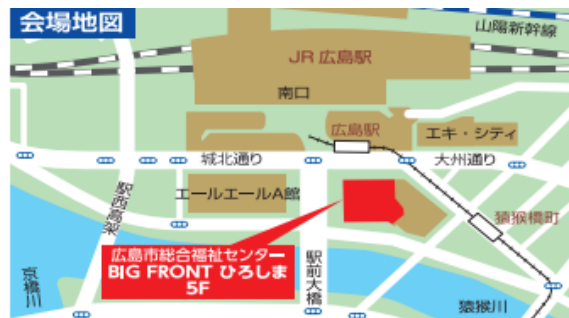 会場地図
山陽新幹線
JR 広島駅
南口
広島駅
エキ・シティ
城北通り
大州通り
駅西高架
エールエールA館
猿猴橋町
広島市総合福祉センター
BIG FRONT ひろしま
5F
駅前大橋
京橋川
猿猴川